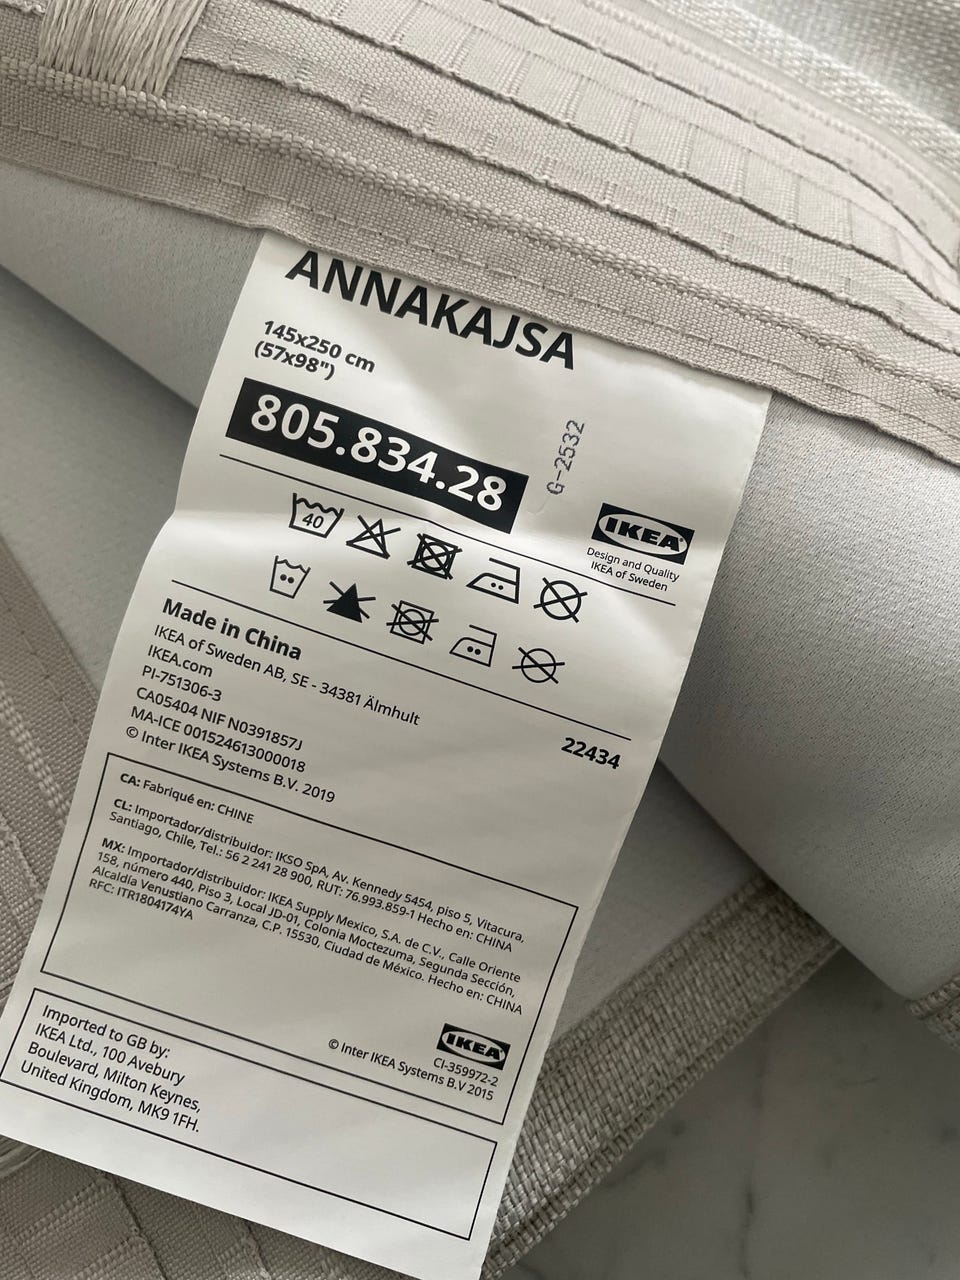 ANNAKAJSA
145x250 cm
(57x98")
805.834.28
G-2532
IKEA
Design and Quality
IKEA of Sweden
40
Made in China
IKEA of Sweden AB, SE - 34381 Älmhult
IKEA.com
PI-751306-3
CA05404 NIF N0391857J
MA-ICE 001524613000018
© Inter IKEA Systems B.V. 2019
22434
CA: Fabriqué en: CHINE
CL: Importador/distribuidor: IKSO SpA, Av. Kennedy 5454, piso 5, Vitacura,
Santiago, Chile, Tel.: 56 2 241 28 900, RUT: 76.993.859-1 Hecho en: CHINA
MX: Importador/distribuidor: IKEA Supply Mexico, S.A. de C.V., Calle Oriente
158, número 440, Piso 3, Local JD-01, Colonia Moctezuma, Segunda Sección,
Alcaldía Venustiano Carranza, C.P. 15530, Ciudad de México. Hecho en: CHINA
RFC: ITR1804174YA
IKEA
CI-359972-2
© Inter IKEA Systems B.V 2015
Imported to GB by:
IKEA Ltd., 100 Avebury
Boulevard, Milton Keynes,
United Kingdom, MK9 1FH.